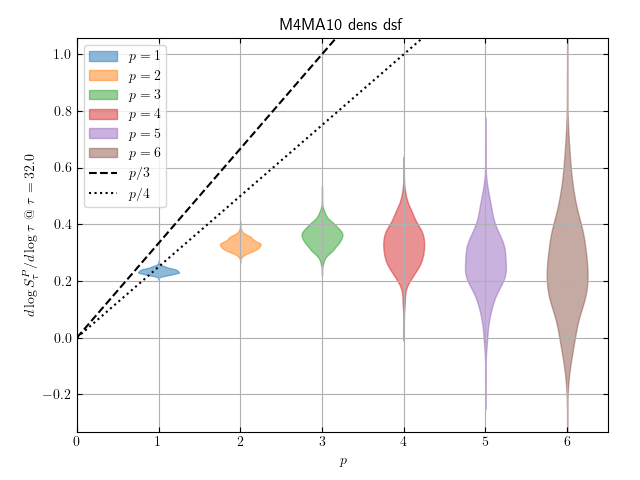 M4MA10 dens dsf
d log S_τ^P / d log τ @ τ = 32.0
1.0
0.8
0.6
0.4
0.2
0.0
−0.2
p = 1
p = 2
p = 3
p = 4
p = 5
p = 6
p/3
p/4
0 1 2 3 4 5 6
p